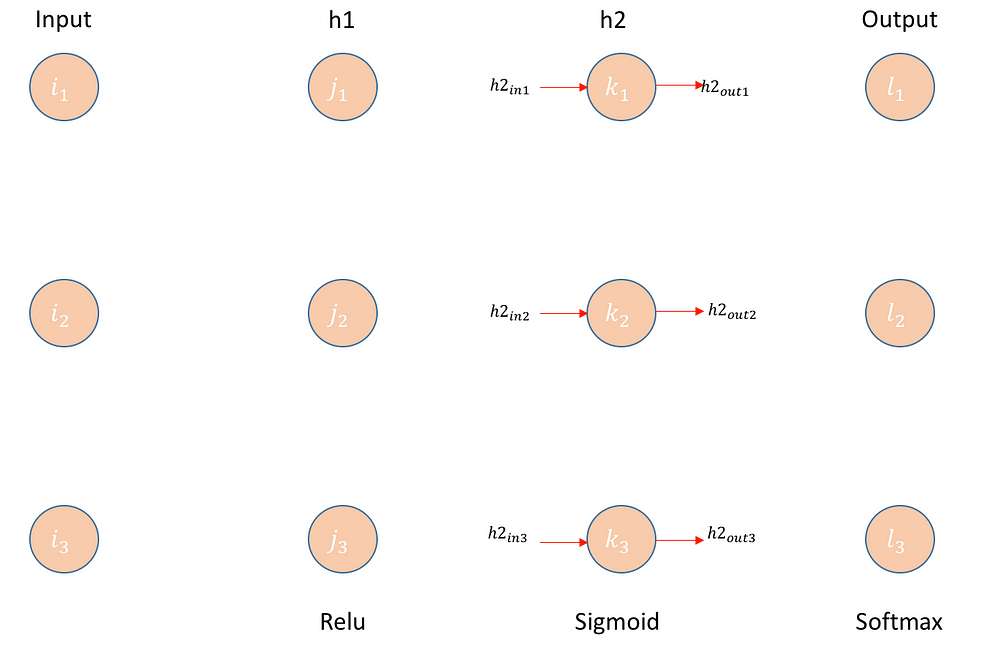 Input h1 h2 Output
i₁ j₁ h2ᵢₙ₁ k₁ h2ₒᵤₜ₁ l₁
i₂ j₂ h2ᵢₙ₂ k₂ h2ₒᵤₜ₂ l₂
i₃ j₃ h2ᵢₙ₃ k₃ h2ₒᵤₜ₃ l₃
Relu Sigmoid Softmax